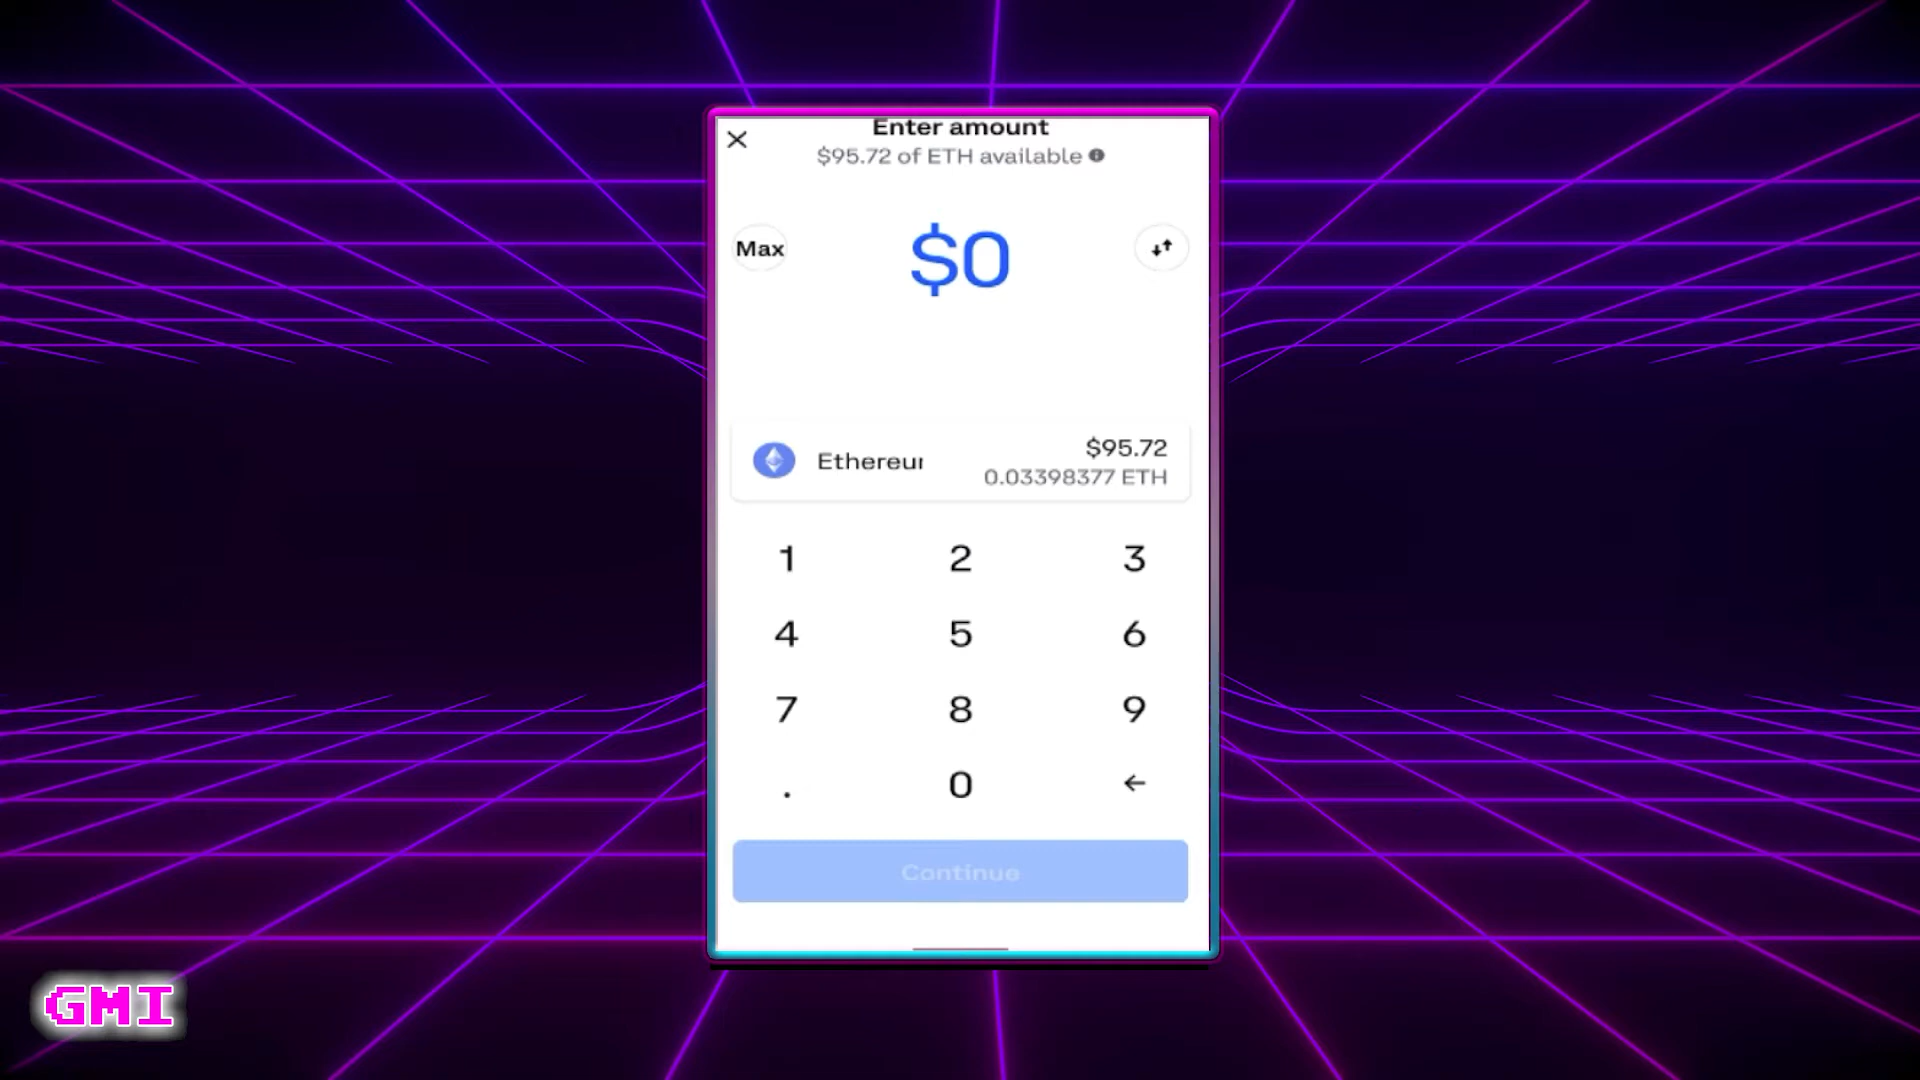 Enter amount
$95.72 of ETH available
Max
$0
Ethereur
$95.72
0.03398377 ETH
1 2 3
4 5 6
7 8 9
. 0
Continue
GMI